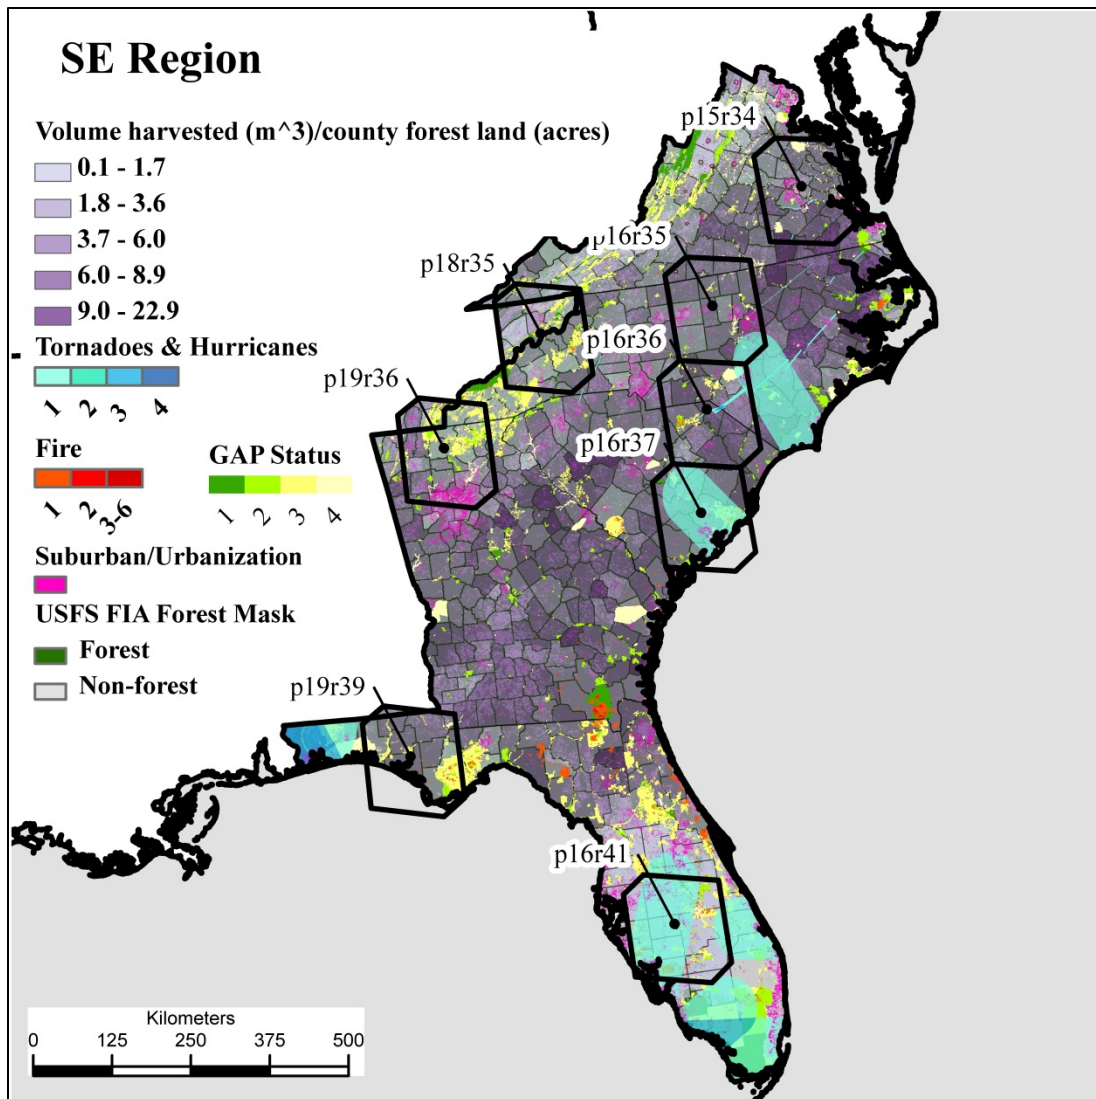 SE Region
Volume harvested (m^3)/county forest land (acres)
0.1 - 1.7
1.8 - 3.6
3.7 - 6.0
6.0 - 8.9
9.0 - 22.9
Tornadoes & Hurricanes
1 2 3 4
Fire
1 2 3-6
GAP Status
1 2 3 4
Suburban/Urbanization
USFS FIA Forest Mask
Forest
Non-forest
p15r34
p16r35
p18r35
p16r36
p19r36
p16r37
p19r39
p16r41
Kilometers
0 125 250 375 500